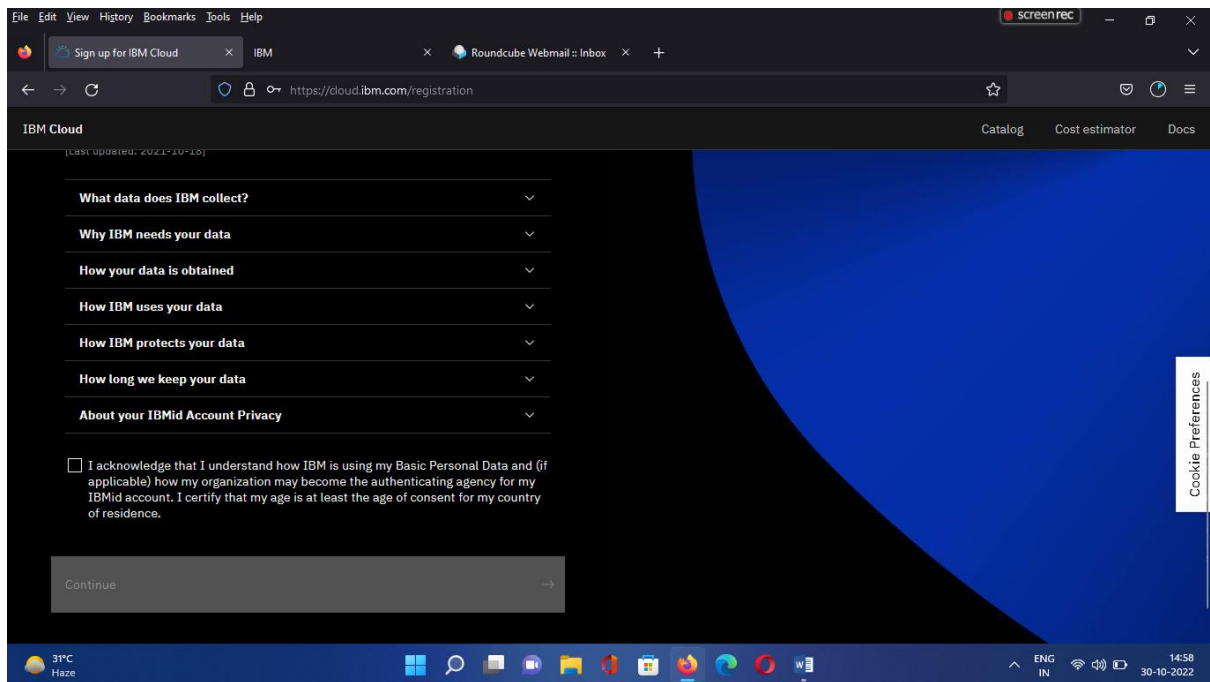 File Edit View History Bookmarks Tools Help
screenrec
Sign up for IBM Cloud
IBM
Roundcube Webmail :: Inbox
https://cloud.ibm.com/registration
IBM Cloud
Catalog Cost estimator Docs
[Last updated: 2021-10-18]
What data does IBM collect?
Why IBM needs your data
How your data is obtained
How IBM uses your data
How IBM protects your data
How long we keep your data
About your IBMid Account Privacy
I acknowledge that I understand how IBM is using my Basic Personal Data and (if
applicable) how my organization may become the authenticating agency for my
IBMid account. I certify that my age is at least the age of consent for my country
of residence.
Continue
Cookie Preferences
31°C
Haze
ENG
IN
14:58
30-10-2022